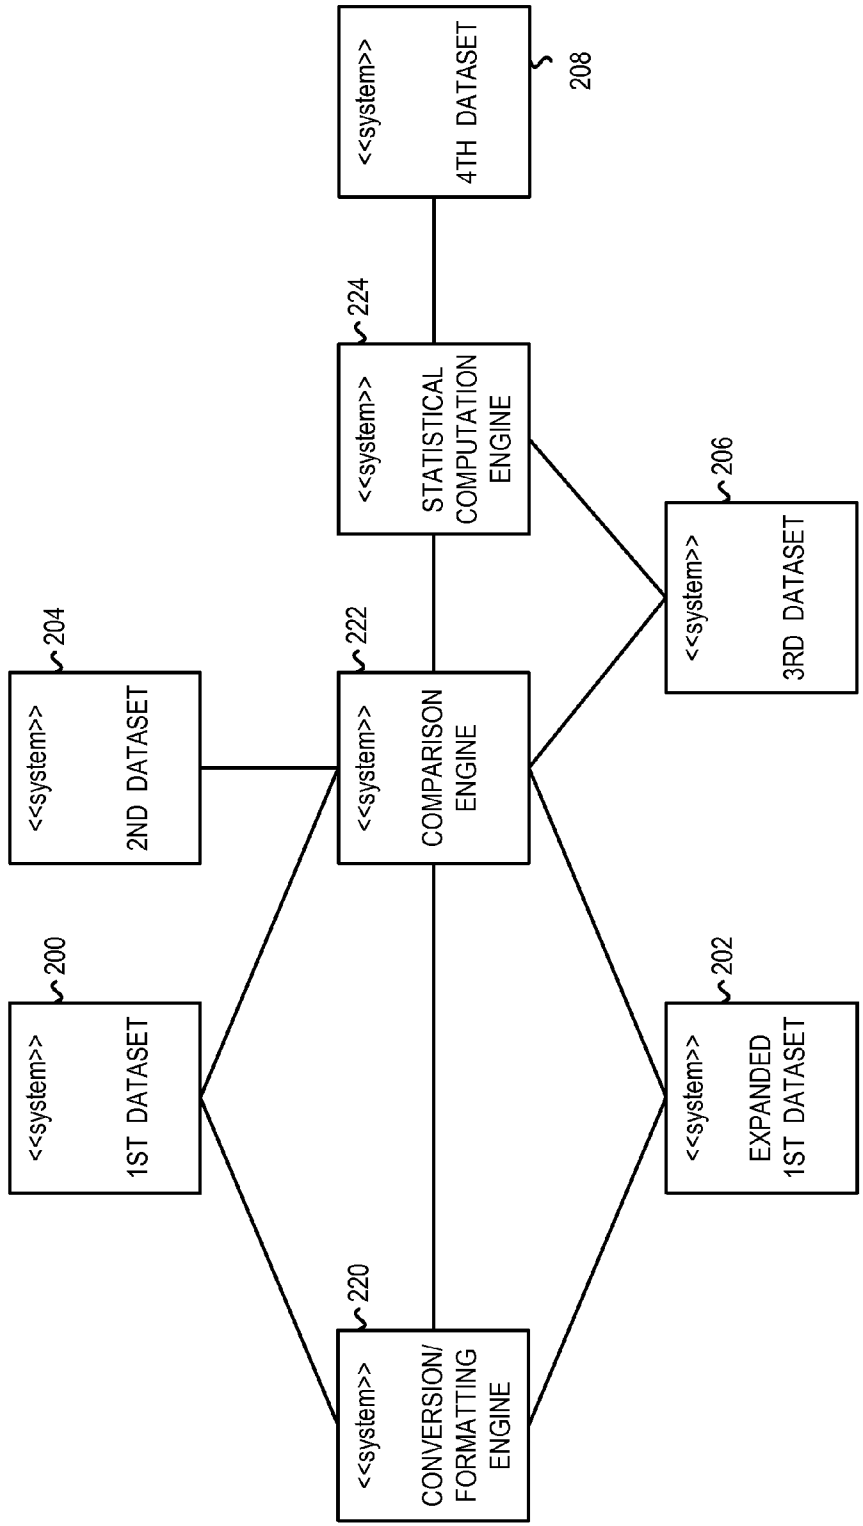 <<system>>
1ST DATASET
200
<<system>>
2ND DATASET
204
<<system>>
CONVERSION/
FORMATTING
ENGINE
220
<<system>>
COMPARISON
ENGINE
222
<<system>>
STATISTICAL
COMPUTATION
ENGINE
224
<<system>>
4TH DATASET
208
<<system>>
EXPANDED
1ST DATASET
202
<<system>>
3RD DATASET
206